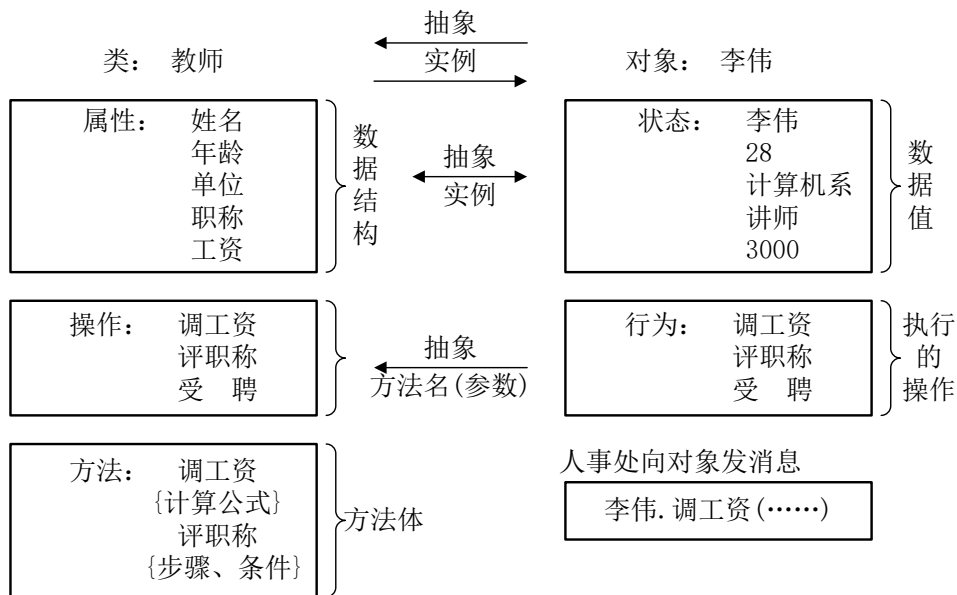 抽象
类： 教师
实例
对象： 李伟
属性： 姓名
年龄
单位
职称
工资
数据结构
抽象
实例
状态： 李伟
28
计算机系
讲师
3000
数据值
操作： 调工资
评职称
受 聘
抽象
方法名(参数)
行为： 调工资
评职称
受 聘
执行
的
操作
方法： 调工资
{计算公式}
评职称
{步骤、条件}
方法体
人事处向对象发消息
李伟.调工资(……)